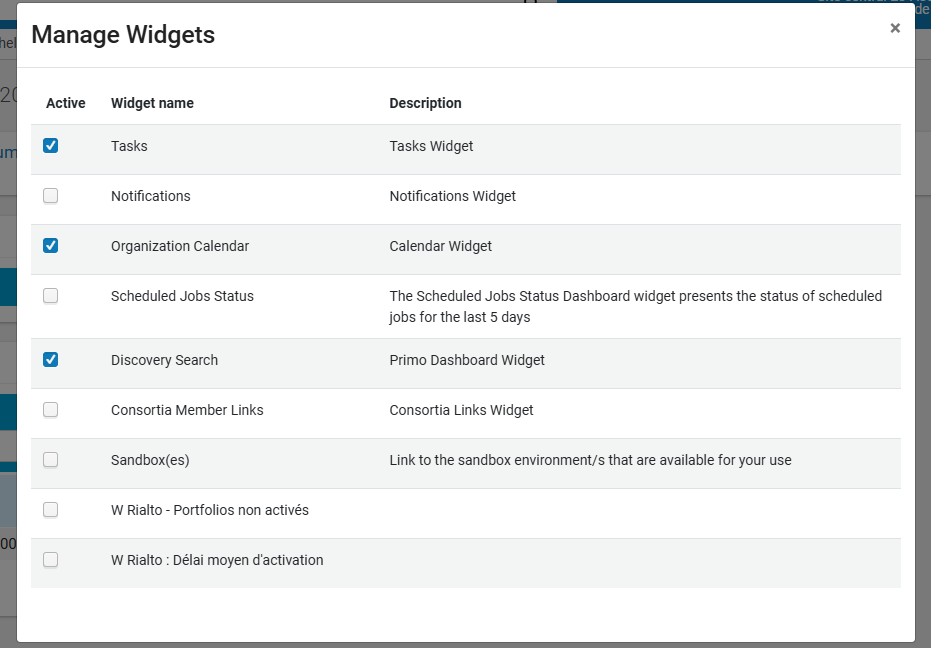 Manage Widgets
×
Active Widget name Description
Tasks Tasks Widget
Notifications Notifications Widget
Organization Calendar Calendar Widget
Scheduled Jobs Status The Scheduled Jobs Status Dashboard widget presents the status of scheduled
jobs for the last 5 days
Discovery Search Primo Dashboard Widget
Consortia Member Links Consortia Links Widget
Sandbox(es) Link to the sandbox environment/s that are available for your use
W Rialto - Portfolios non activés
W Rialto : Délai moyen d'activation